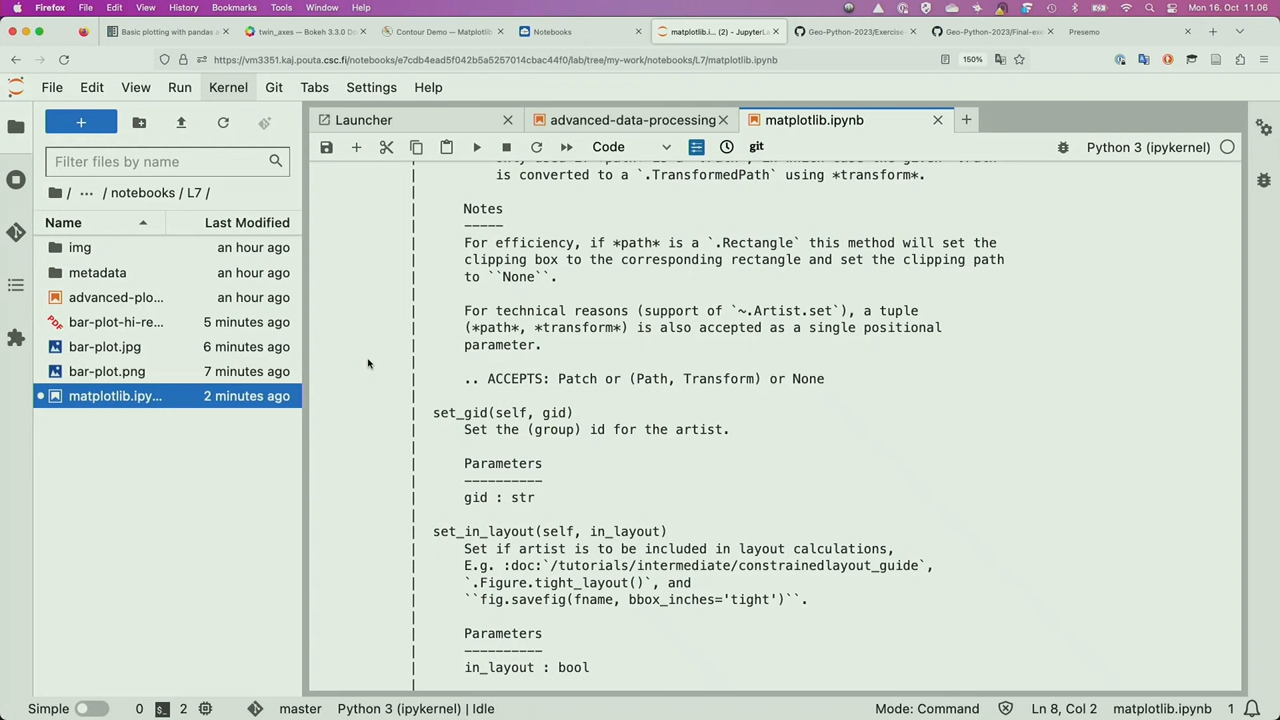 Firefox File Edit View History Bookmarks Tools Window Help Mon 16. Oct 11.06
Basic plotting with pandas a twin_axes — Bokeh 3.3.0 Do Contour Demo — Matplotlib Notebooks matplotlib.i... (2) - JupyterLa Geo-Python-2023/Exercise- Geo-Python-2023/Final-exe Presemo
https://vm3351.kaj.pouta.csc.fi/notebooks/e7cdb4ead5f042b5a5257014cbac44f0/lab/tree/my-work/notebooks/L7/matplotlib.ipynb 150%
File Edit View Run Kernel Git Tabs Settings Help
Launcher advanced-data-processing matplotlib.ipynb
Code git Python 3 (ipykernel)
Filter files by name
/ ... / notebooks / L7 /
Name Last Modified
img an hour ago
metadata an hour ago
advanced-plo... an hour ago
bar-plot-hi-re... 5 minutes ago
bar-plot.jpg 6 minutes ago
bar-plot.png 7 minutes ago
matplotlib.ipy... 2 minutes ago
is converted to a `.TransformedPath` using *transform*.
Notes
-----
For efficiency, if *path* is a `.Rectangle` this method will set the
clipping box to the corresponding rectangle and set the clipping path
to ``None``.
For technical reasons (support of `~.Artist.set`), a tuple
(*path*, *transform*) is also accepted as a single positional
parameter.
.. ACCEPTS: Patch or (Path, Transform) or None
set_gid(self, gid)
Set the (group) id for the artist.
Parameters
----------
gid : str
set_in_layout(self, in_layout)
Set if artist is to be included in layout calculations,
E.g. :doc:`/tutorials/intermediate/constrainedlayout_guide`,
`.Figure.tight_layout()`, and
``fig.savefig(fname, bbox_inches='tight')``.
Parameters
----------
in_layout : bool
Simple 0 2 master Python 3 (ipykernel) | Idle Mode: Command Ln 8, Col 2 matplotlib.ipynb 1